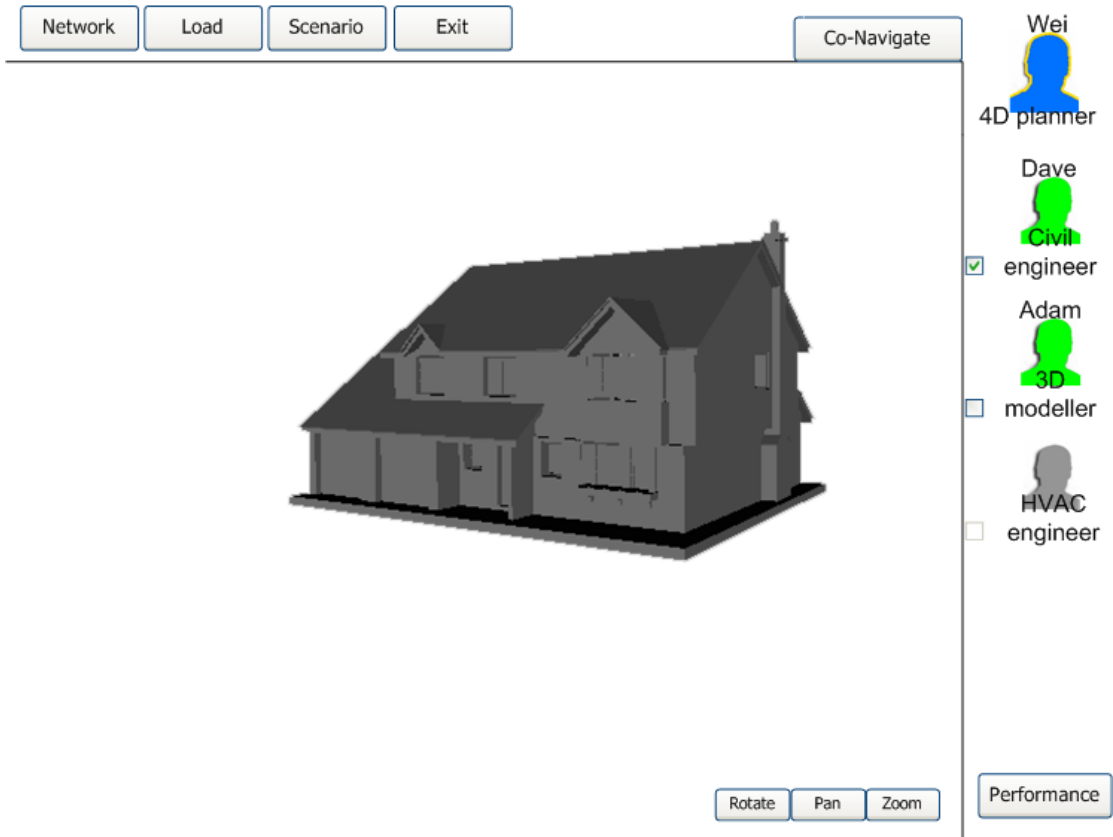 Network
Load
Scenario
Exit
Co-Navigate
Wei
4D planner
Dave
Civil
engineer
Adam
3D
modeller
HVAC
engineer
Rotate
Pan
Zoom
Performance